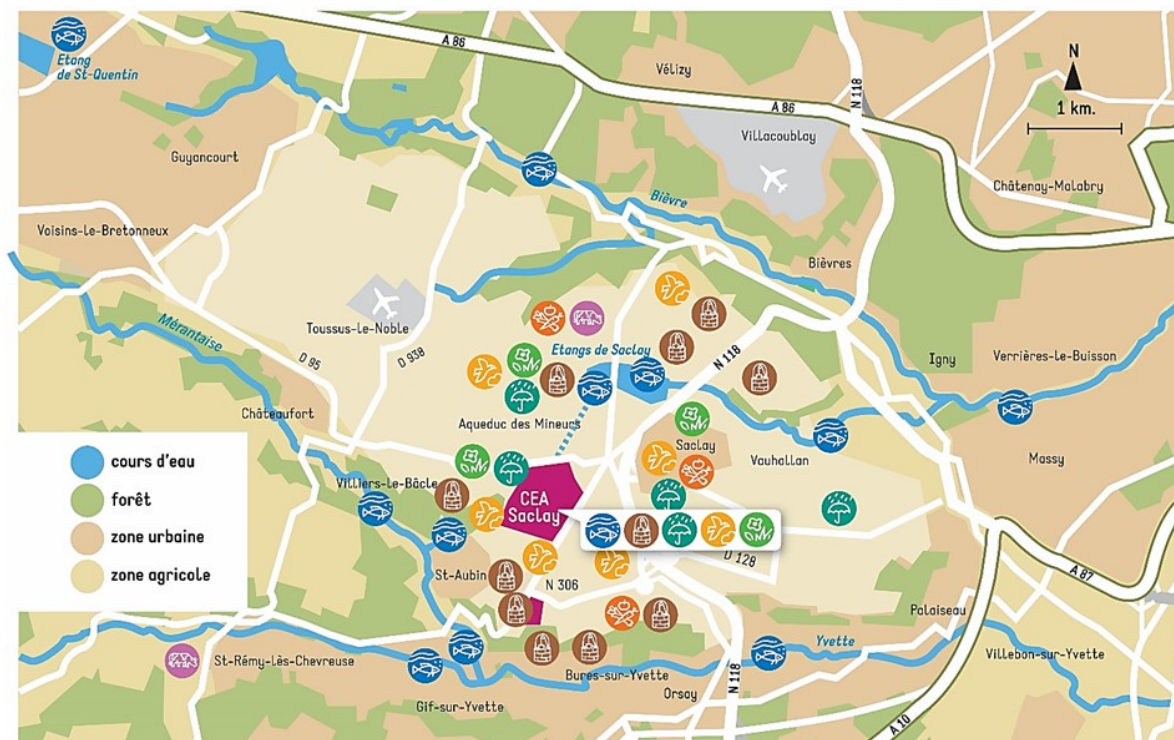 A 86
Vélizy
N 118
N
1 km.
Etang
de St-Quentin
A 86
Villacoublay
Guyancourt
Châtenay-Malabry
Bièvre
Voisins-le-Bretonneux
Bièvres
Toussus-le-Noble
Mérantaise
D 95
D 938
Etangs de Saclay
N 118
Igny
Verrières-le-Buisson
Châteaufort
Aqueduc des Mineurs
Saclay
Vauhallan
Massy
cours d'eau
forêt
zone urbaine
zone agricole
Villiers-le-Bâcle
CEA
Saclay
St-Aubin
N 306
D 128
A 87
Palaiseau
St-Rémy-lès-Chevreuse
Bures-sur-Yvette
Yvette
Villebon-sur-Yvette
Gif-sur-Yvette
Orsay
N 118
A 10